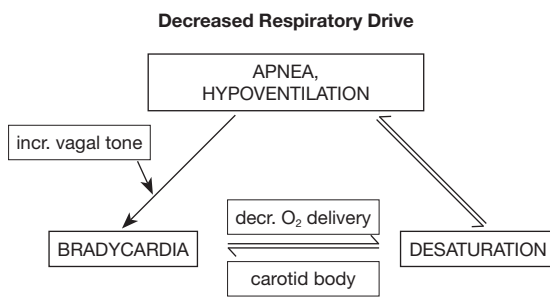 Decreased Respiratory Drive
APNEA,
HYPOVENTILATION
incr. vagal tone
decr. O₂ delivery
BRADYCARDIA
DESATURATION
carotid body